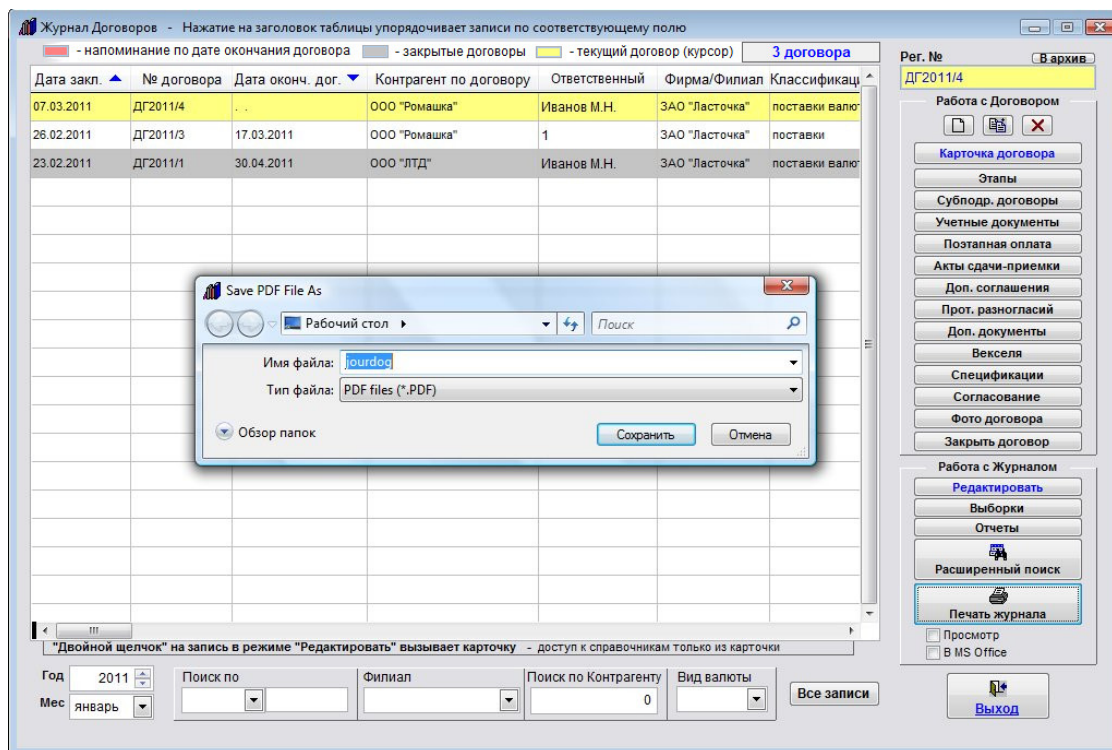 Журнал Договоров - Нажатие на заголовок таблицы упорядочивает записи по соответствующему полю
- напоминание по дате окончания договора - закрытые договоры - текущий договор (курсор) 3 договора
Дата закл. № договора Дата оконч. дог. Контрагент по договору Ответственный Фирма/Филиал Классификаци
07.03.2011 ДГ2011/4 . . ООО "Ромашка" Иванов М.Н. ЗАО "Ласточка" поставки валют
26.02.2011 ДГ2011/3 17.03.2011 ООО "Ромашка" 1 ЗАО "Ласточка" поставки
23.02.2011 ДГ2011/1 30.04.2011 ООО "ЛТД" Иванов М.Н. ЗАО "Ласточка" поставки валют
Save PDF File As
Рабочий стол Поиск
Имя файла: jourdog
Тип файла: PDF files (*.PDF)
Обзор папок Сохранить Отмена
"Двойной щелчок" на запись в режиме "Редактировать" вызывает карточку - доступ к справочникам только из карточки
Год 2011
Мес январь
Поиск по
Филиал
Поиск по Контрагенту
0
Вид валюты
Все записи
Рег. № В архив
ДГ2011/4
Работа с Договором
Карточка договора
Этапы
Субподр. договоры
Учетные документы
Поэтапная оплата
Акты сдачи-приемки
Доп. соглашения
Прот. разногласий
Доп. документы
Векселя
Спецификации
Согласование
Фото договора
Закрыть договор
Работа с Журналом
Редактировать
Выборки
Отчеты
Расширенный поиск
Печать журнала
Просмотр
В MS Office
Выход